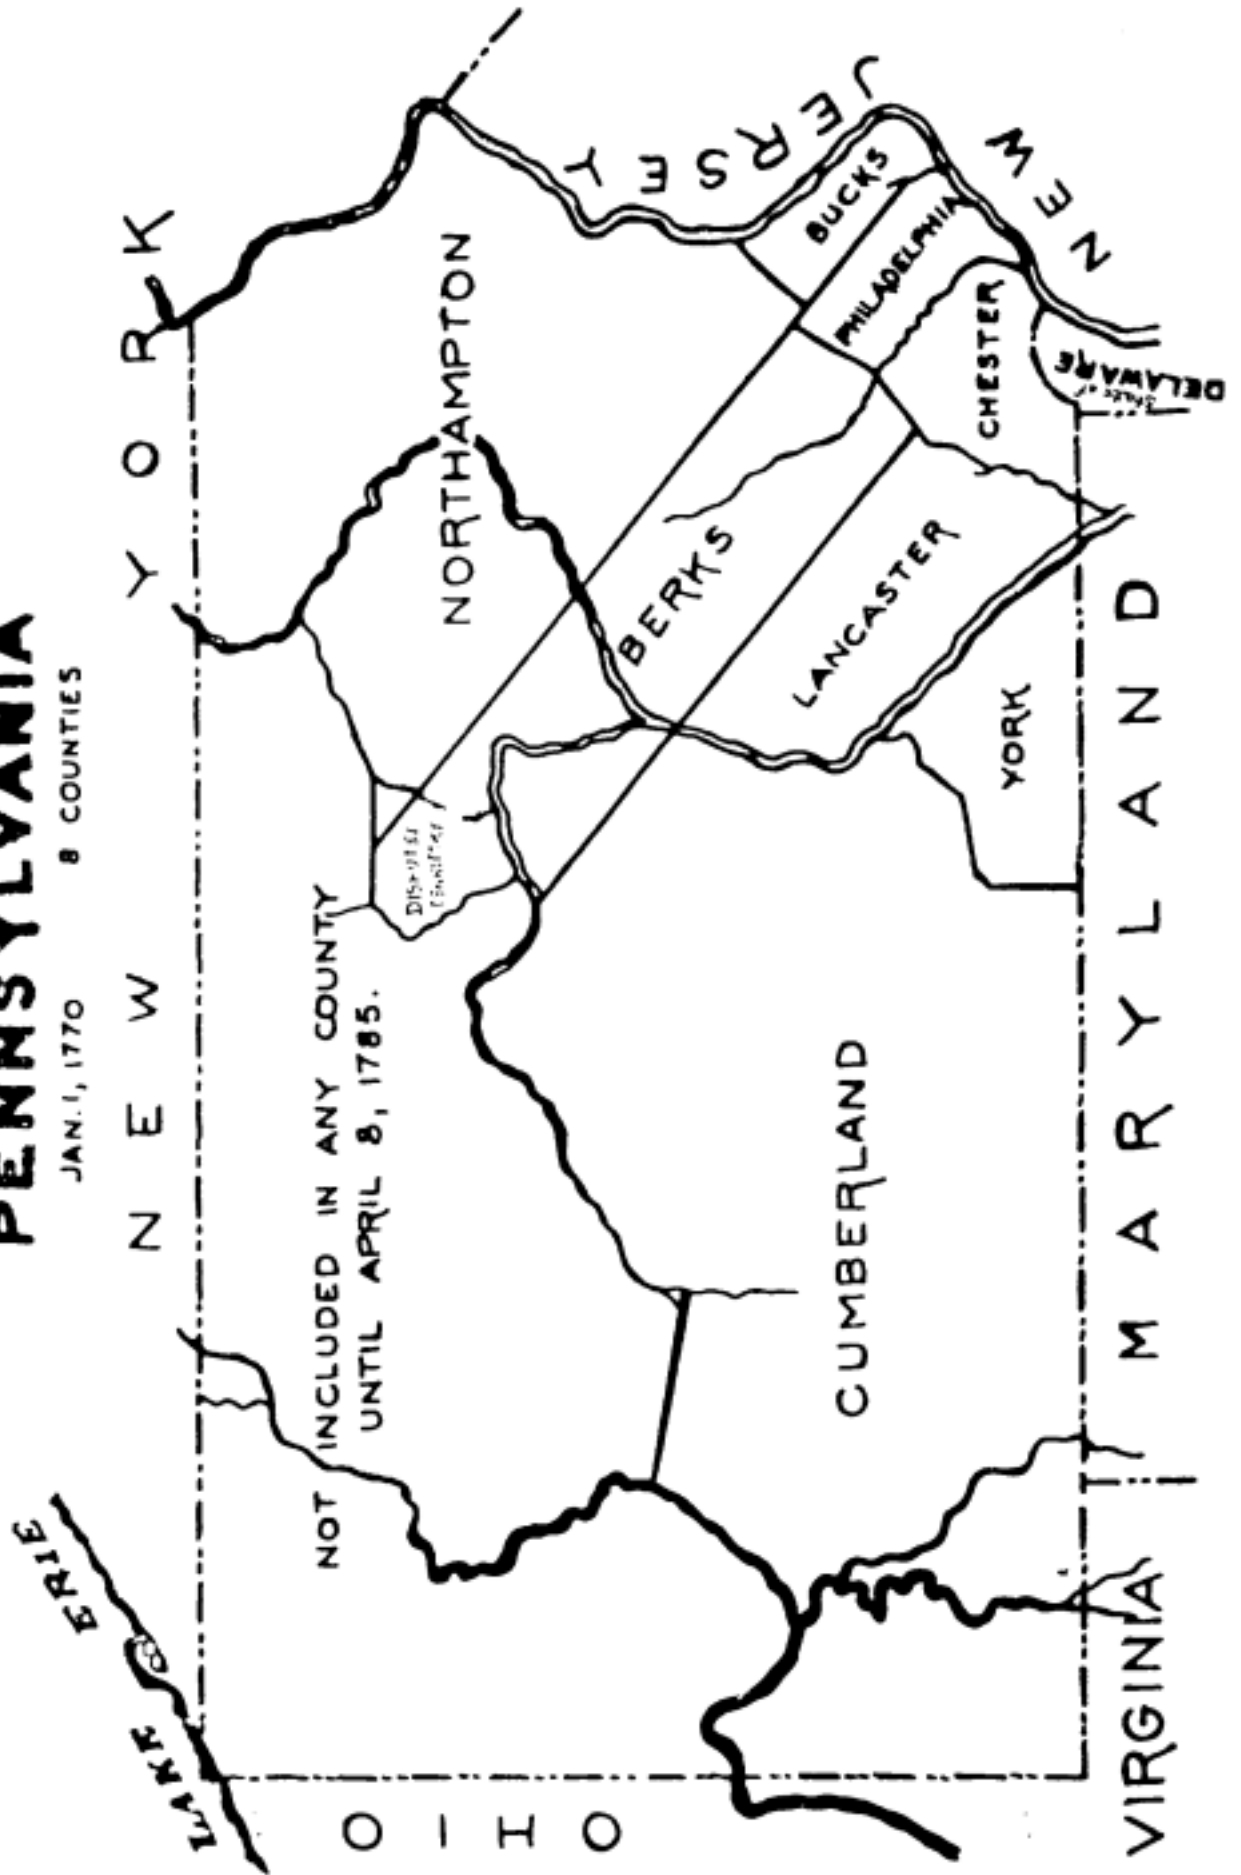 PENNSYLVANIA
JAN. 1, 1770 8 COUNTIES
NEW YORK
LAKE ERIE
NOT INCLUDED IN ANY COUNTY
UNTIL APRIL 8, 1785.
NORTHAMPTON
BERKS
BUCKS
PHILADELPHIA
CHESTER
LANCASTER
YORK
CUMBERLAND
NEW JERSEY
DELAWARE
OHIO
VIRGINIA
MARYLAND